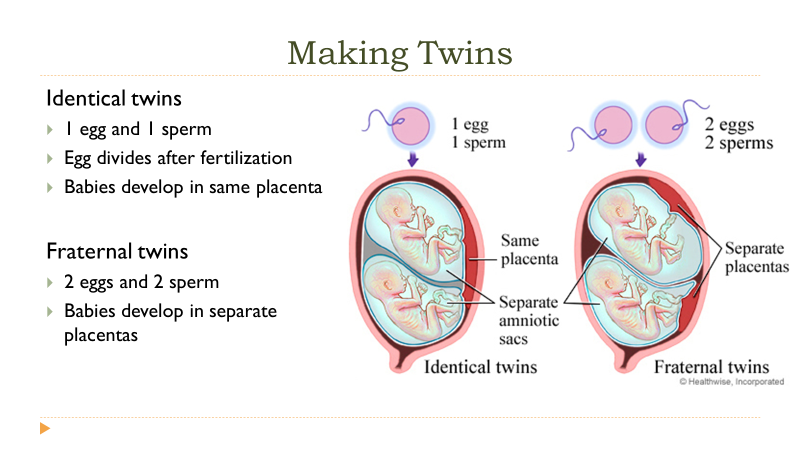 Making Twins
Identical twins
1 egg and 1 sperm
Egg divides after fertilization
Babies develop in same placenta
Fraternal twins
2 eggs and 2 sperm
Babies develop in separate
placentas
1 egg
1 sperm
2 eggs
2 sperms
Same
placenta
Separate
amniotic
sacs
Separate
placentas
Identical twins
Fraternal twins
© Healthwise, Incorporated